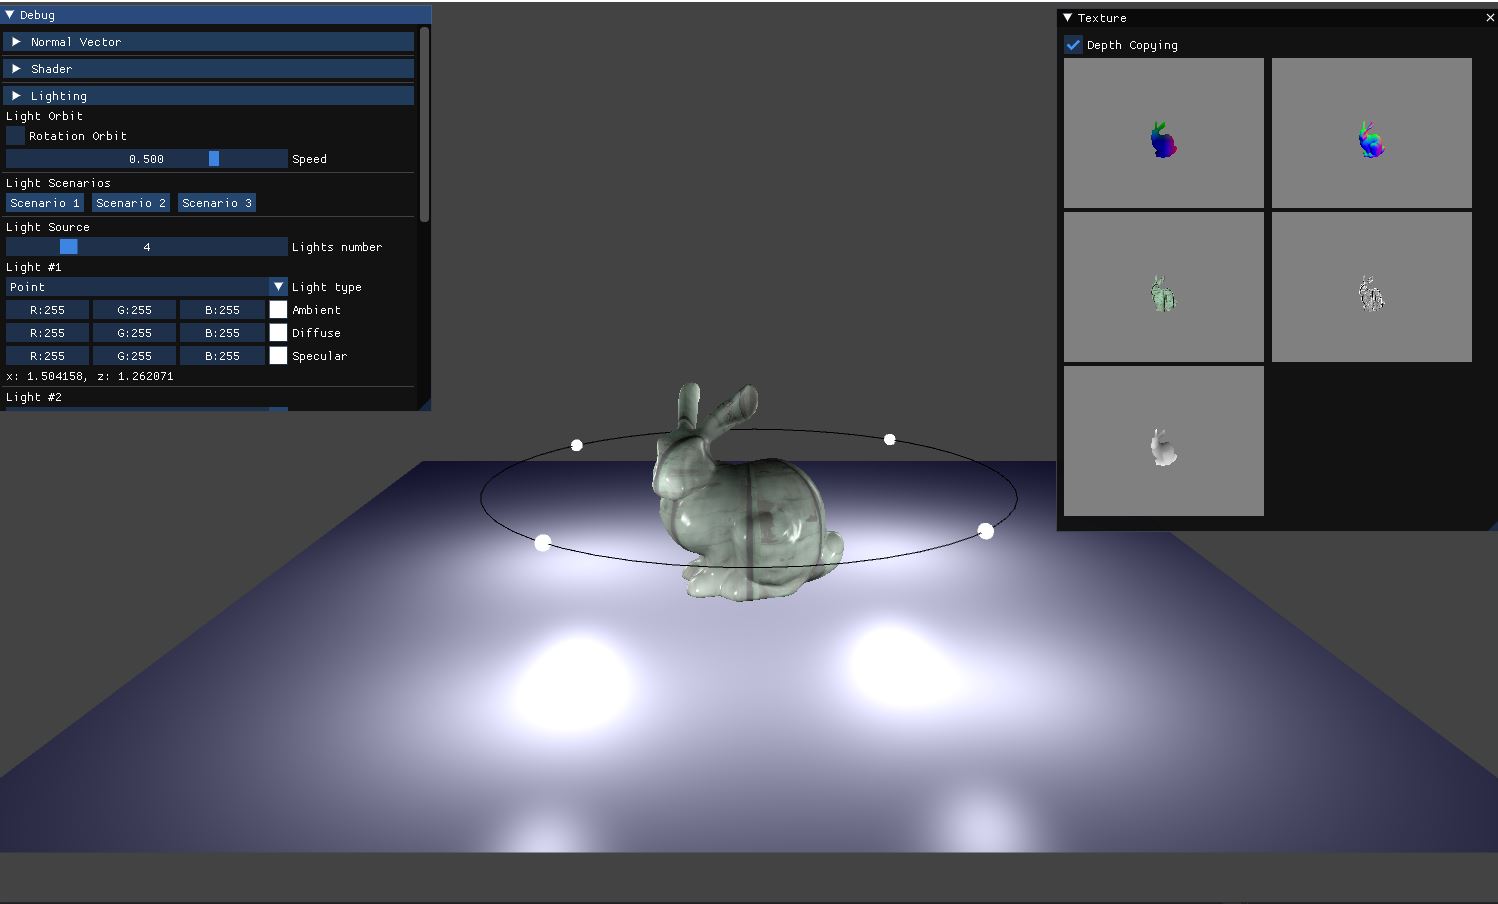 Debug
Normal Vector
Shader
Lighting
Light Orbit
Rotation Orbit
0.500 Speed
Light Scenarios
Scenario 1 Scenario 2 Scenario 3
Light Source
4 Lights number
Light #1
Point Light type
R:255 G:255 B:255 Ambient
R:255 G:255 B:255 Diffuse
R:255 G:255 B:255 Specular
x: 1.504158, z: 1.262071
Light #2
Texture
Depth Copying